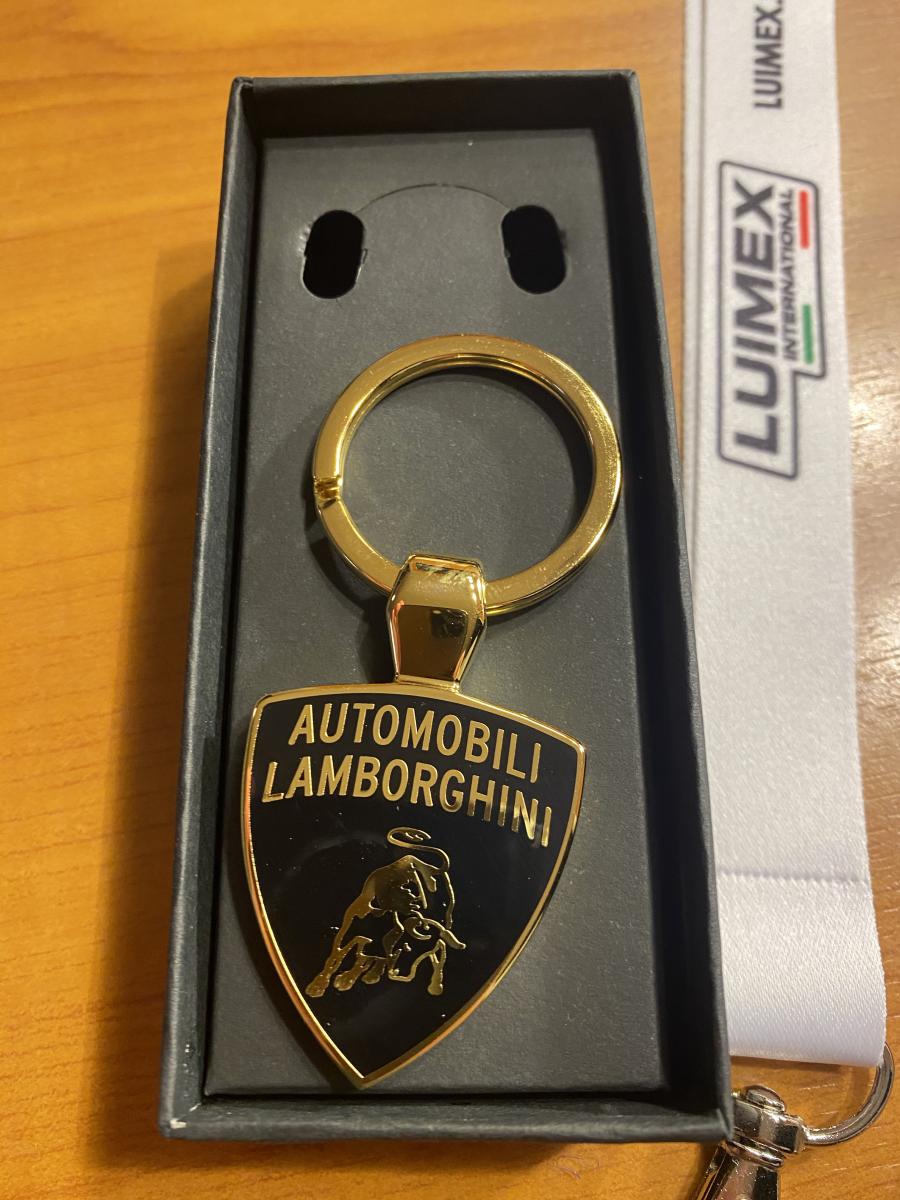 AUTOMOBILI
LAMBORGHINI
LUIMEX
INTERNATIONAL
LUIMEX.